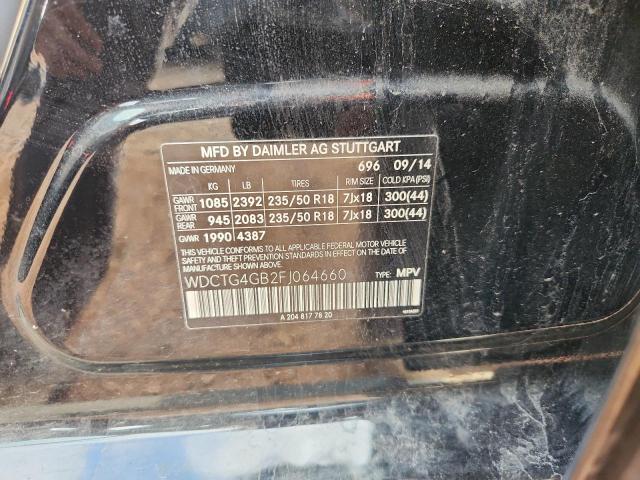 MFD BY DAIMLER AG STUTTGART
MADE IN GERMANY 696 09/14
KG LB TIRES RIM SIZE COLD KPA (PSI)
GAWR FRONT 1085 2392 235/50 R18 7Jx18 300(44)
GAWR REAR 945 2083 235/50 R18 7Jx18 300(44)
GVWR 1990 4387
THIS VEHICLE CONFORMS TO ALL APPLICABLE FEDERAL MOTOR VEHICLE
SAFETY STANDARDS IN EFFECT ON THE DATE OF
MANUFACTURE SHOWN ABOVE.
WDCTG4GB2FJ064660 TYPE: MPV
A 204 817 78 20